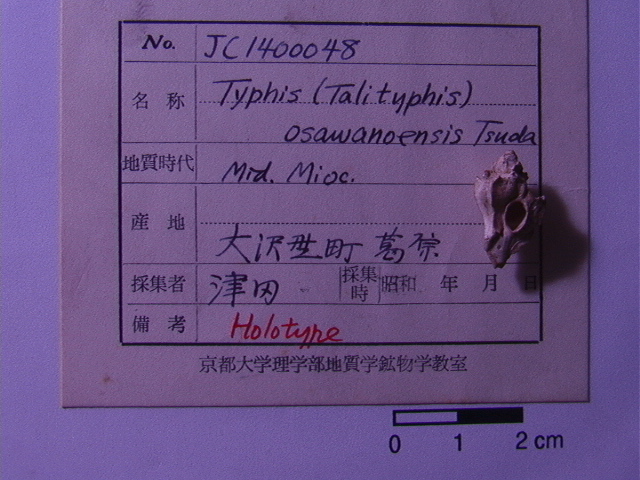 No. JC1400048
名称 Typhis (Talityphis)
osawanoensis Tsuda
地質時代 Mid. Mioc.
産地
大沢野町 葛原
採集者 津田 採集時 昭和 年 月 日
備考 Holotype
京都大学理学部地質学鉱物学教室
0 1 2 cm